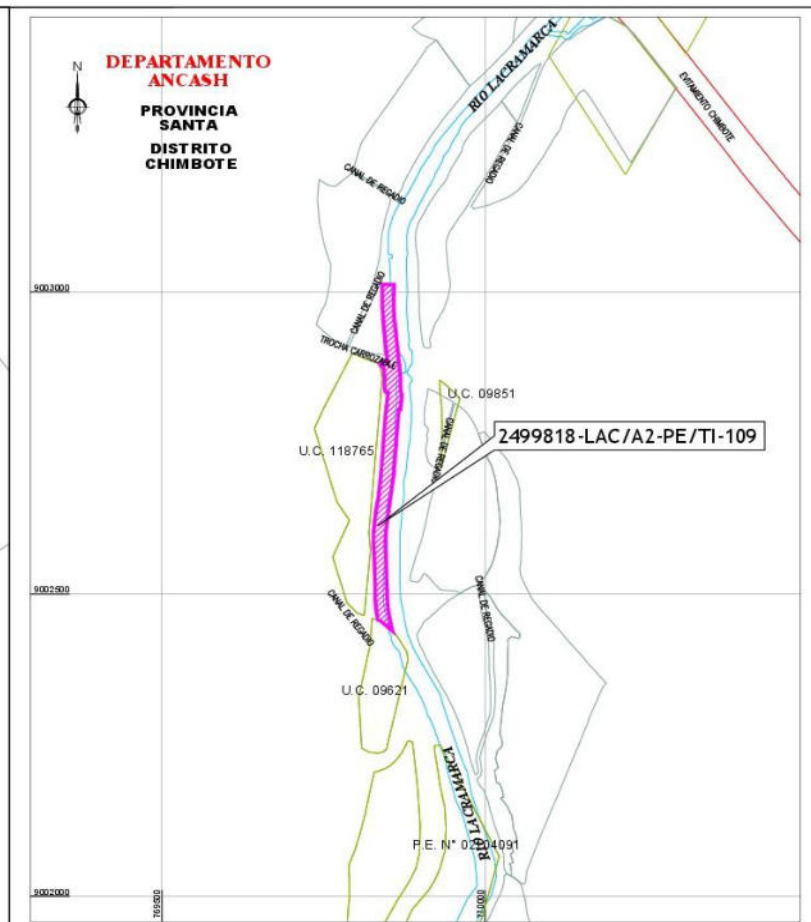 N
DEPARTAMENTO
ANCASH
PROVINCIA
SANTA
DISTRITO
CHIMBOTE
RIO LACRAMARCA
EVITAMIENTO CHIMBOTE
CANAL DE REGADIO
CANAL DE REGADIO
9003000
CANAL DE REGADIO
TROCHA CARROZABLE
U.C. 09851
U.C. 118765
CANAL DE REGADIO
2499818-LAC/A2-PE/TI-109
9002500
CANAL DE REGADIO
CANAL DE REGADIO
U.C. 09621
RIO LACRAMARCA
9002000
769500